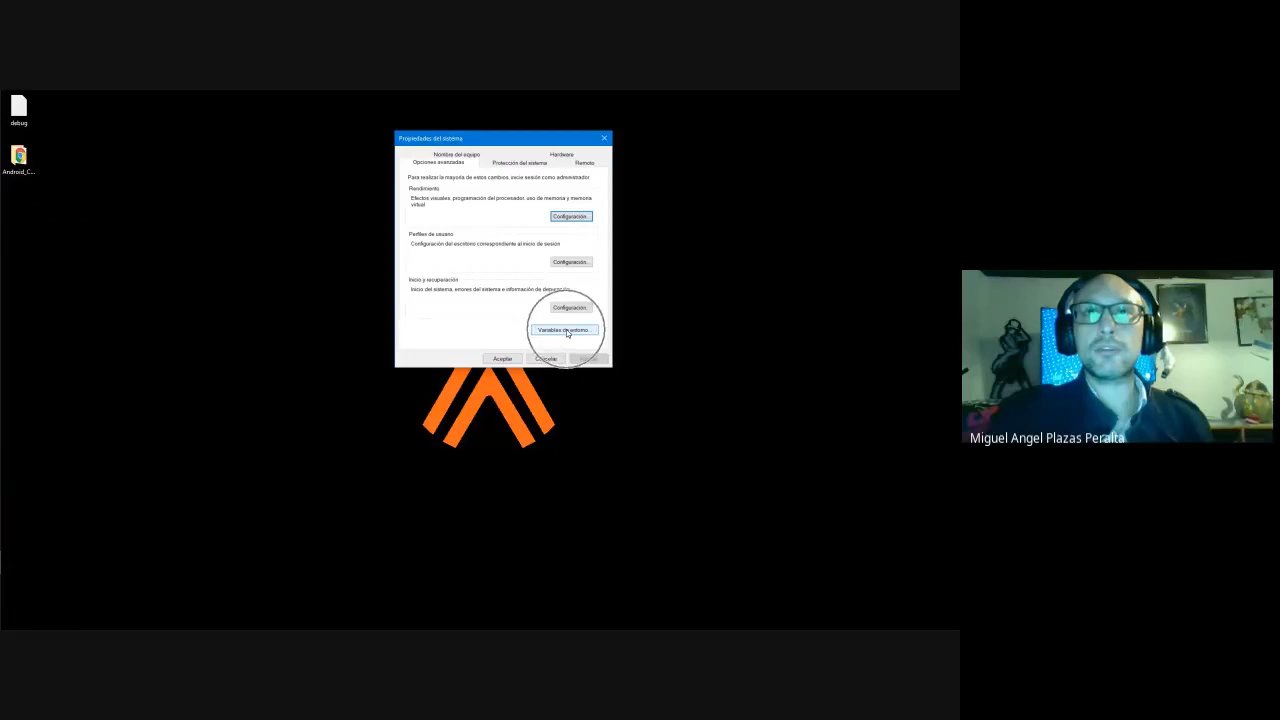 debug
Android_C...
Propiedades del sistema
Nombre del equipo
Hardware
Opciones avanzadas
Protección del sistema
Remoto
Para realizar la mayoría de estos cambios, inicie sesión como administrador.
Rendimiento
Efectos visuales, programación del procesador, uso de memoria y memoria
virtual
Configuración...
Perfiles de usuario
Configuración del escritorio correspondiente al inicio de sesión
Configuración...
Inicio y recuperación
Inicio del sistema, errores del sistema e información de depuración
Configuración...
Variables de entorno...
Aceptar
Cancelar
Miguel Angel Plazas Peralta